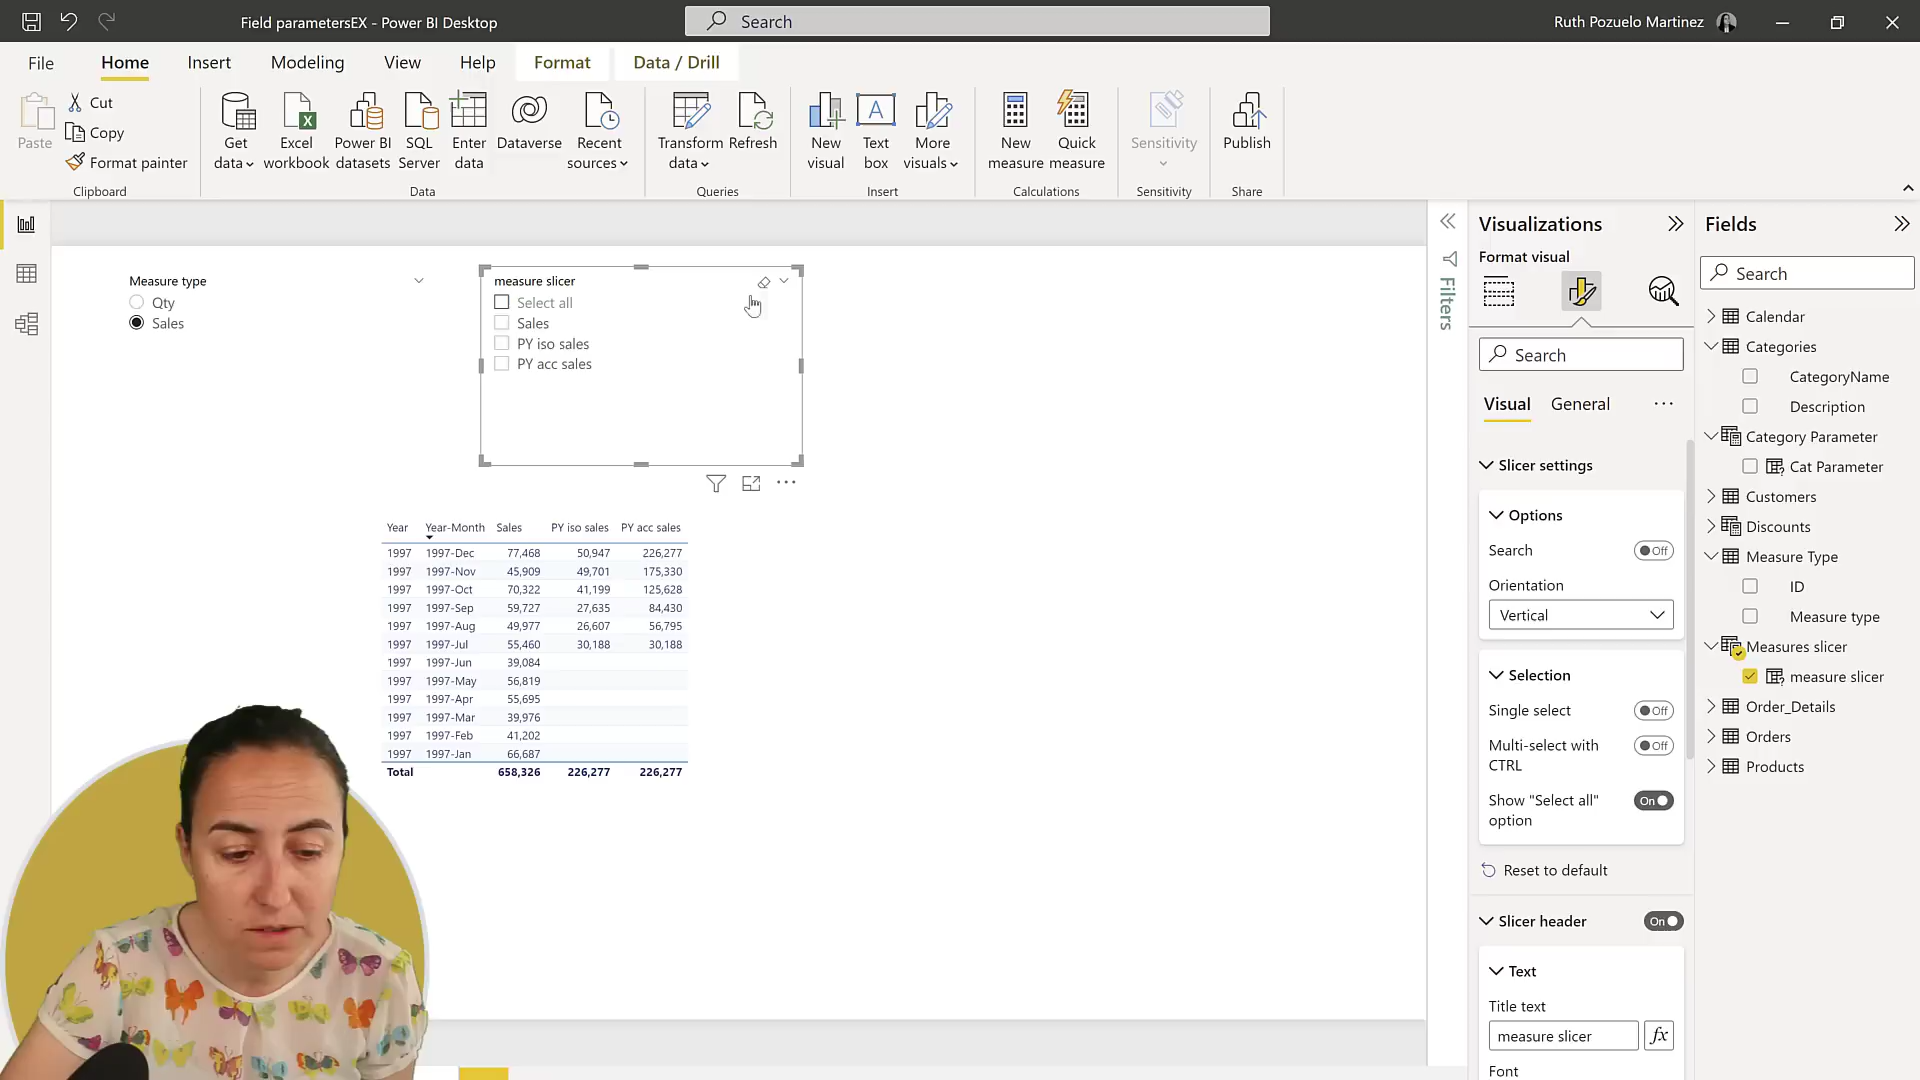 Field parametersEX - Power BI Desktop
Search
Ruth Pozuelo Martinez
File
Home
Insert
Modeling
View
Help
Format
Data / Drill
Paste
Cut
Copy
Format painter
Clipboard
Get data
Excel workbook
Power BI datasets
SQL Server
Enter data
Dataverse
Recent sources
Data
Transform data
Refresh
Queries
New visual
Text box
More visuals
Insert
New measure
Quick measure
Calculations
Sensitivity
Sensitivity
Publish
Share
Measure type
Qty
Sales
measure slicer
Select all
Sales
PY iso sales
PY acc sales
Year Year-Month Sales PY iso sales PY acc sales
1997 1997-Dec 77,468 50,947 226,277
1997 1997-Nov 45,909 49,701 175,330
1997 1997-Oct 70,322 41,199 125,628
1997 1997-Sep 59,727 27,635 84,430
1997 1997-Aug 49,977 26,607 56,795
1997 1997-Jul 55,460 30,188 30,188
1997 1997-Jun 39,084
1997 1997-May 56,819
1997 1997-Apr 55,695
1997 1997-Mar 39,976
1997 1997-Feb 41,202
1997 1997-Jan 66,687
Total 658,326 226,277 226,277
Filters
Visualizations
Format visual
Search
Visual
General
Slicer settings
Options
Search
Off
Orientation
Vertical
Selection
Single select
Off
Multi-select with
CTRL
Off
Show "Select all"
option
On
Reset to default
Slicer header
On
Text
Title text
measure slicer
fx
Font
Fields
Search
Calendar
Categories
CategoryName
Description
Category Parameter
Cat Parameter
Customers
Discounts
Measure Type
ID
Measure type
Measures slicer
measure slicer
Order_Details
Orders
Products